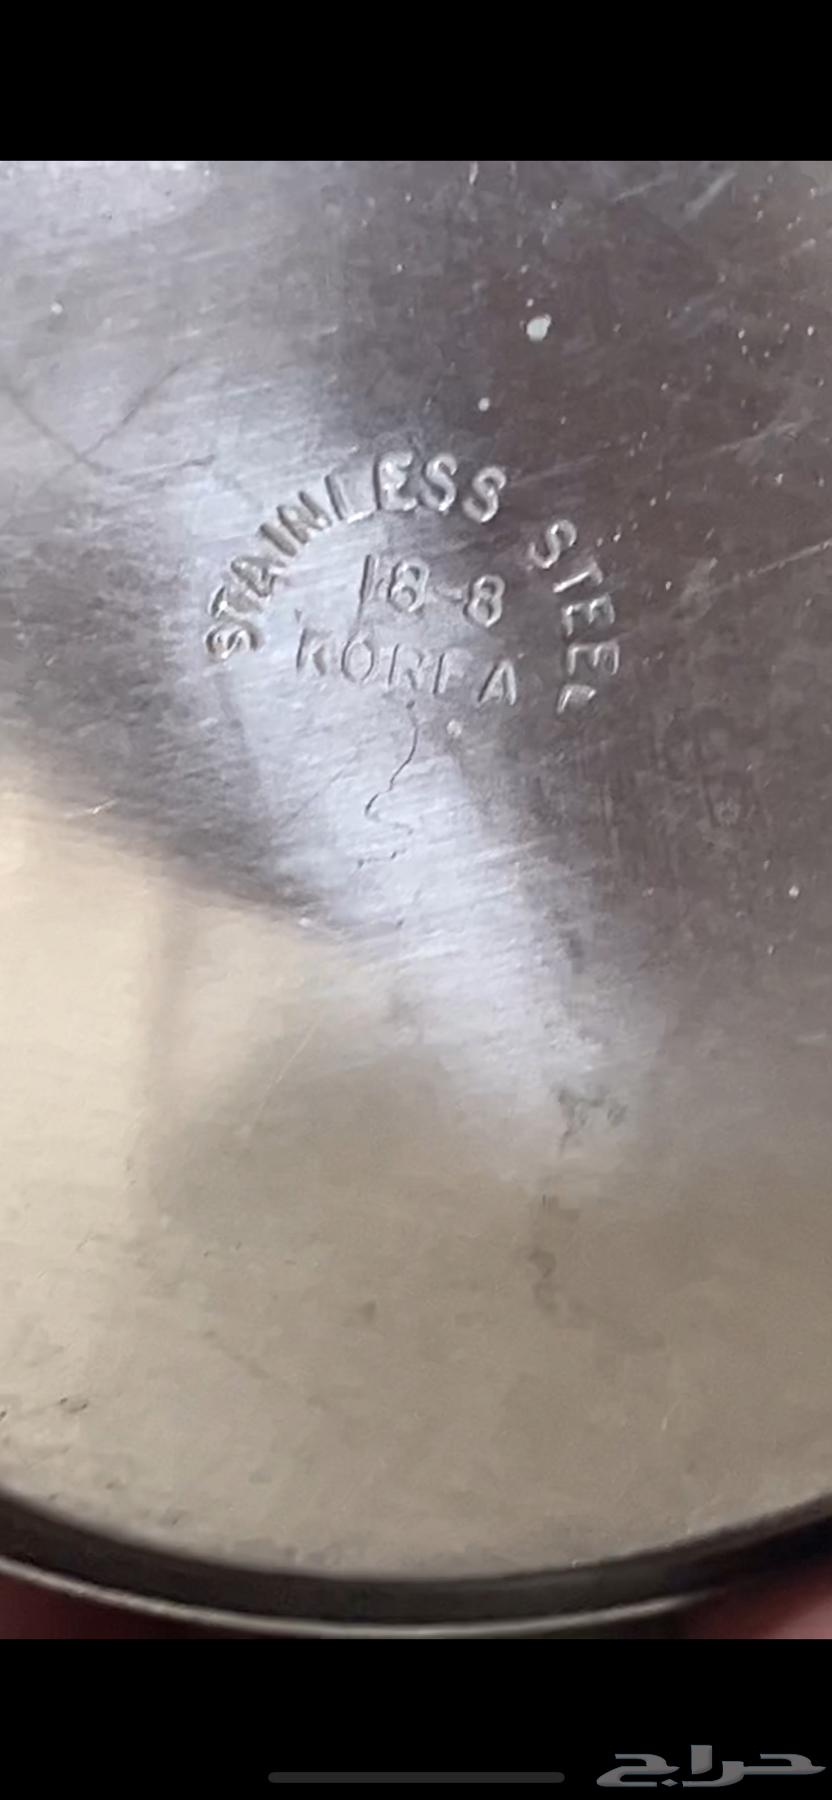 STAINLESS STEEL
18-8
KOREA
حراج